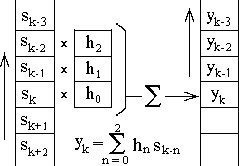 s_{k-3} y_{k-3}
s_{k-2} × h_2 y_{k-2}
s_{k-1} × h_1 y_{k-1}
s_k × h_0 Σ y_k
s_{k+1}
s_{k+2}
y_k = \sum_{n=0}^{2} h_n s_{k-n}